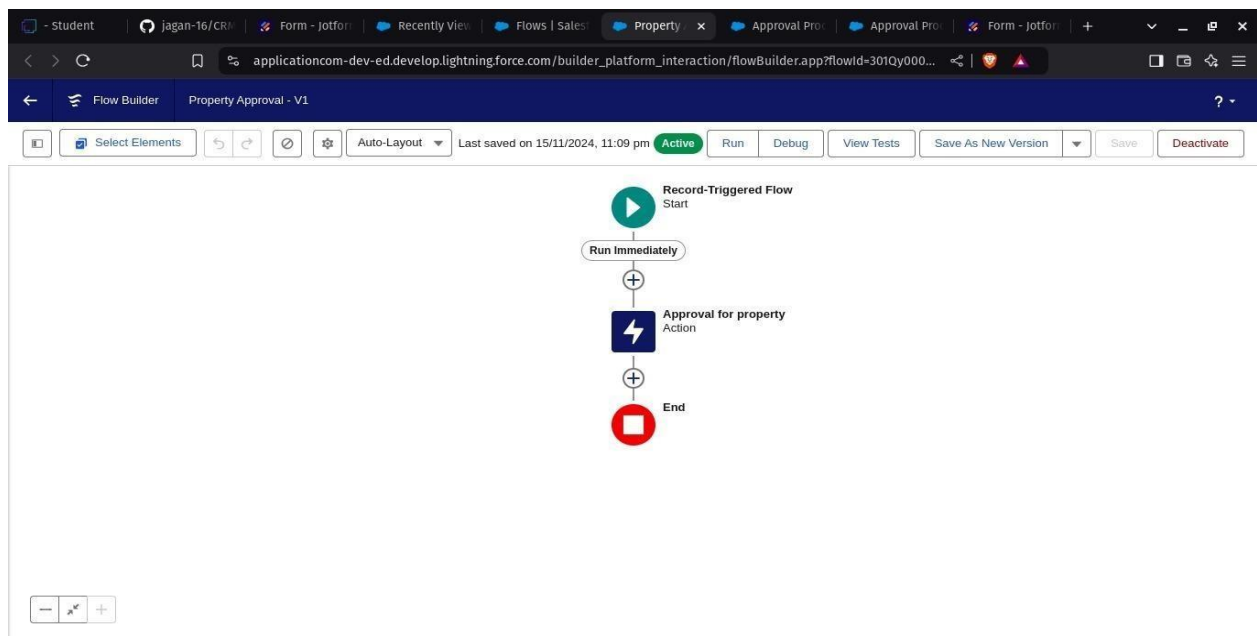 - Student
jagan-16/CRM
Form - Jotform
Recently View
Flows | Sales
Property
Approval Proc
Approval Proc
Form - Jotform
applicationcom-dev-ed.develop.lightning.force.com/builder_platform_interaction/flowBuilder.app?flowId=301Qy000...
Flow Builder
Property Approval - V1
?
Select Elements
Auto-Layout
Last saved on 15/11/2024, 11:09 pm
Active
Run
Debug
View Tests
Save As New Version
Save
Deactivate
Record-Triggered Flow
Start
Run Immediately
Approval for property
Action
End